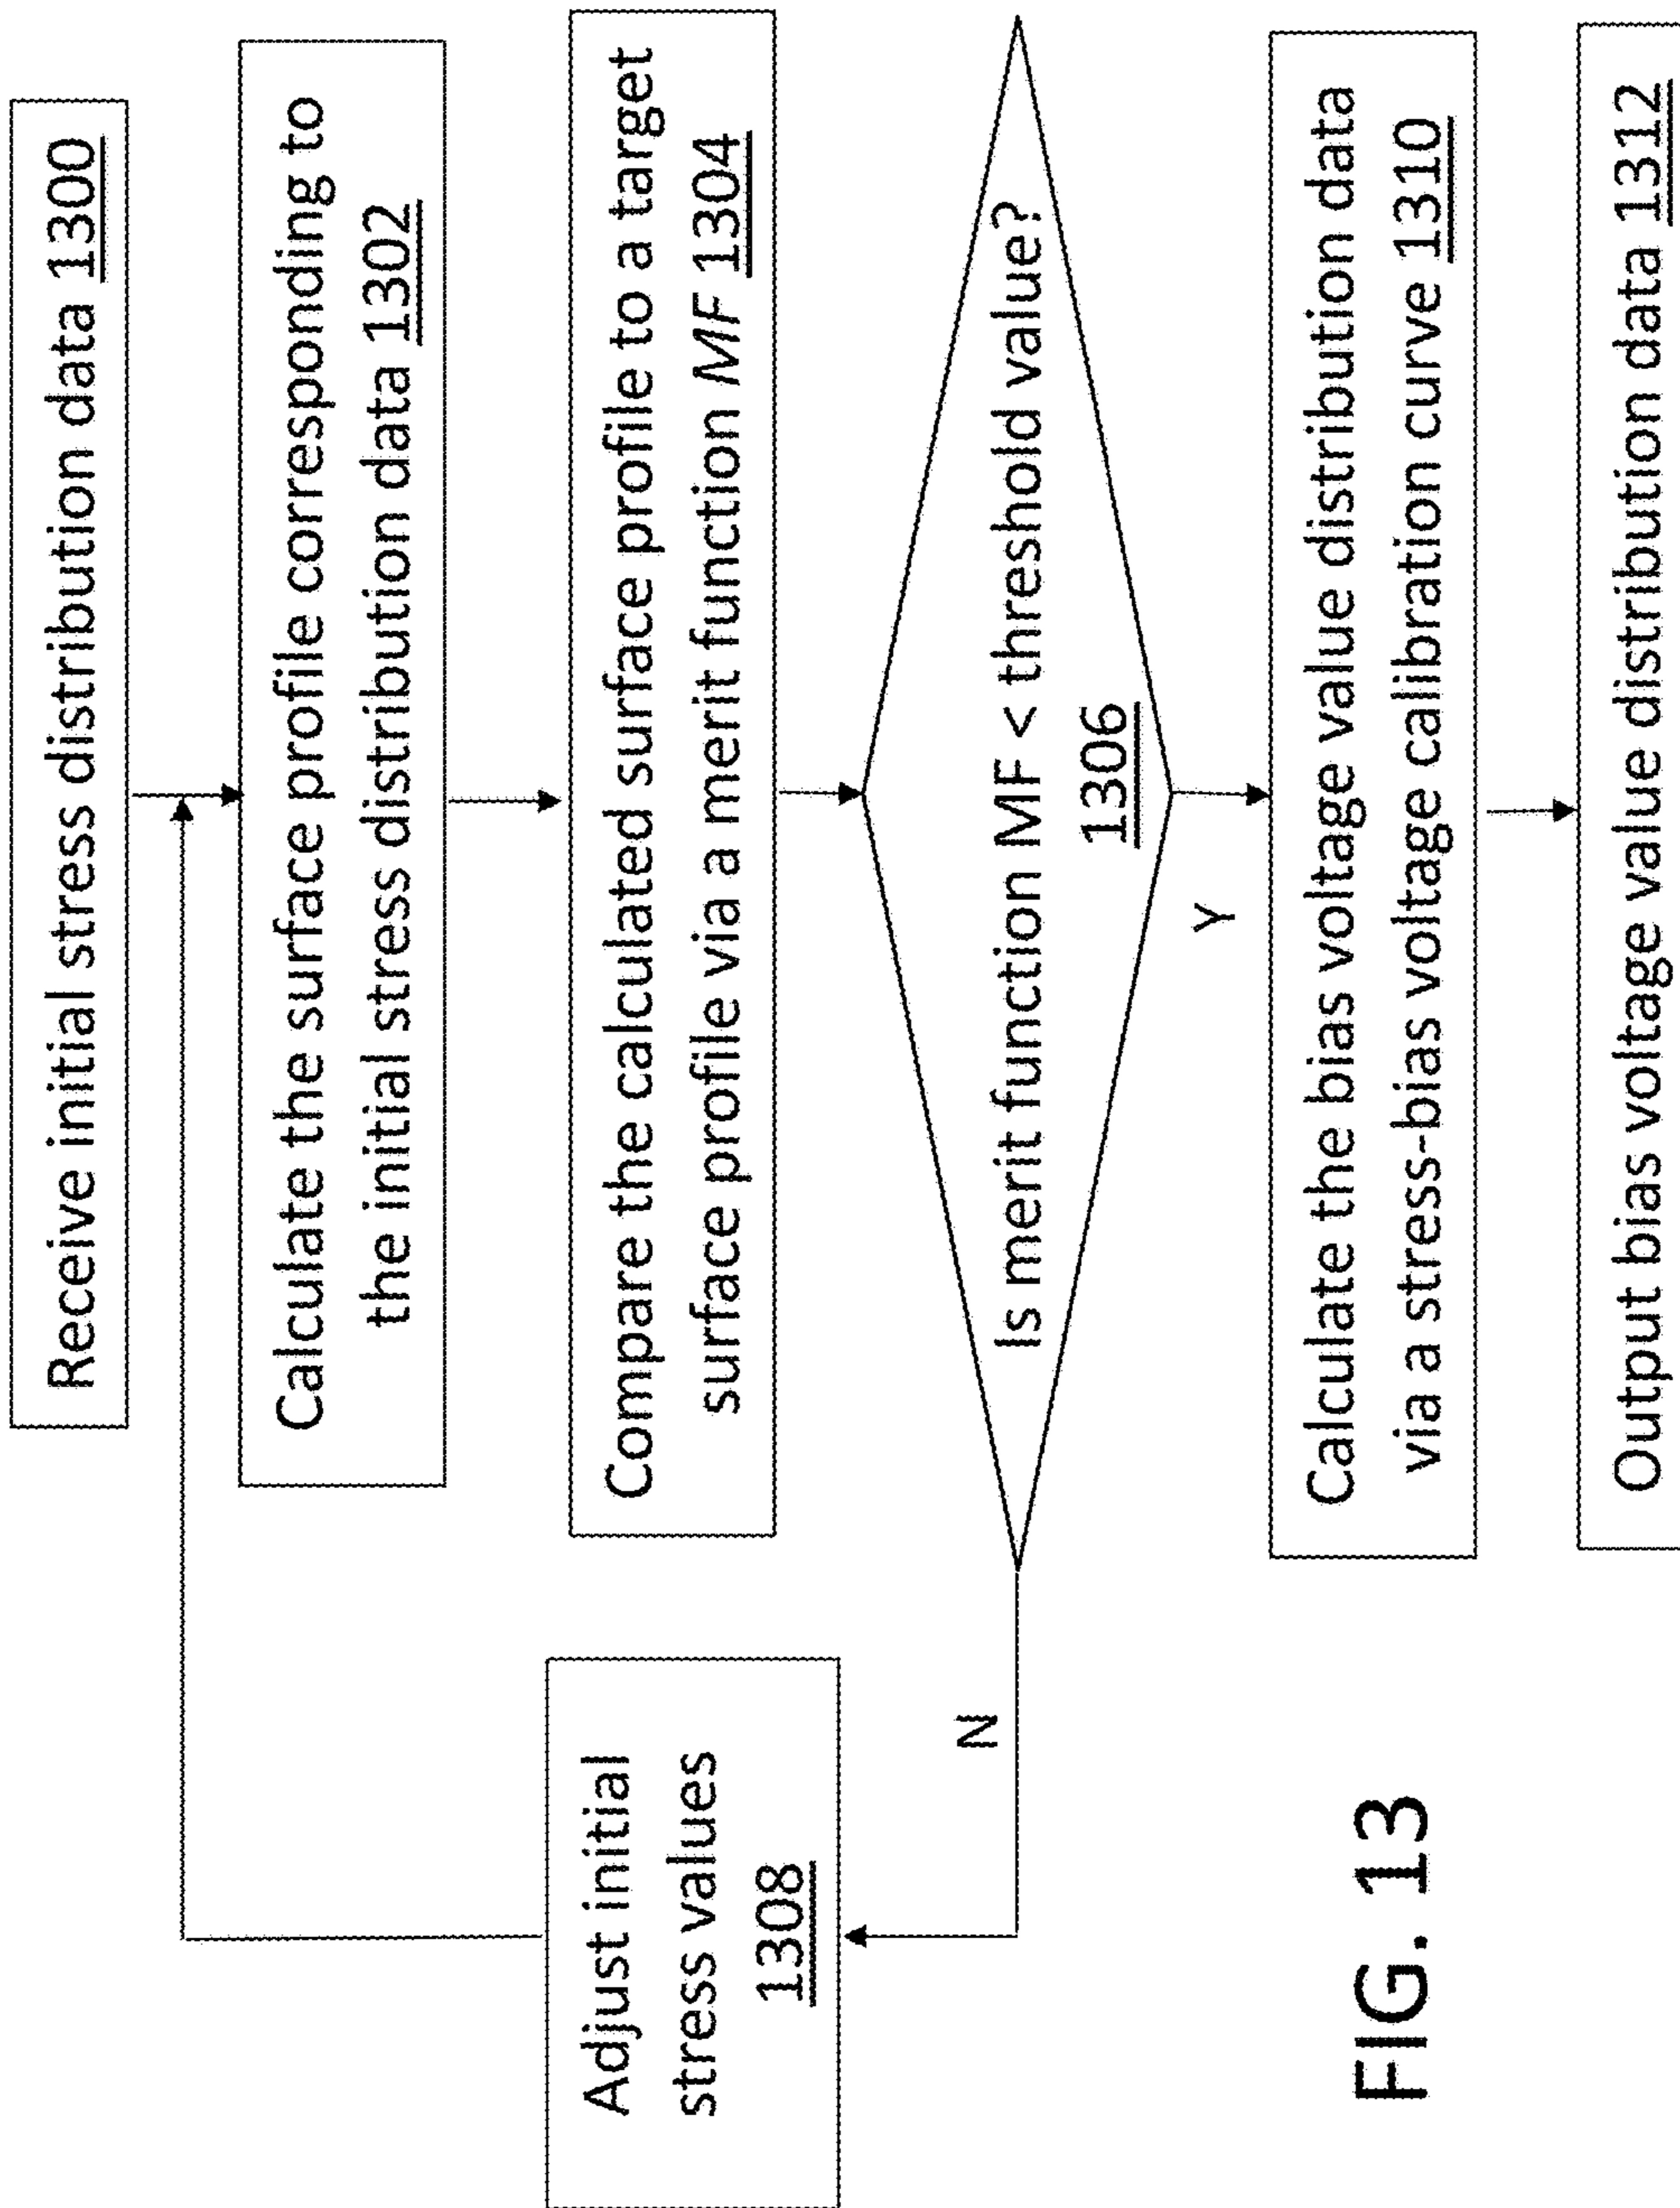 Receive initial stress distribution data 1300
Calculate the surface profile corresponding to
the initial stress distribution data 1302
Compare the calculated surface profile to a target
surface profile via a merit function MF 1304
Is merit function MF < threshold value?
1306
N
Adjust initial
stress values
1308
Y
Calculate the bias voltage value distribution data
via a stress-bias voltage calibration curve 1310
Output bias voltage value distribution data 1312
FIG. 13